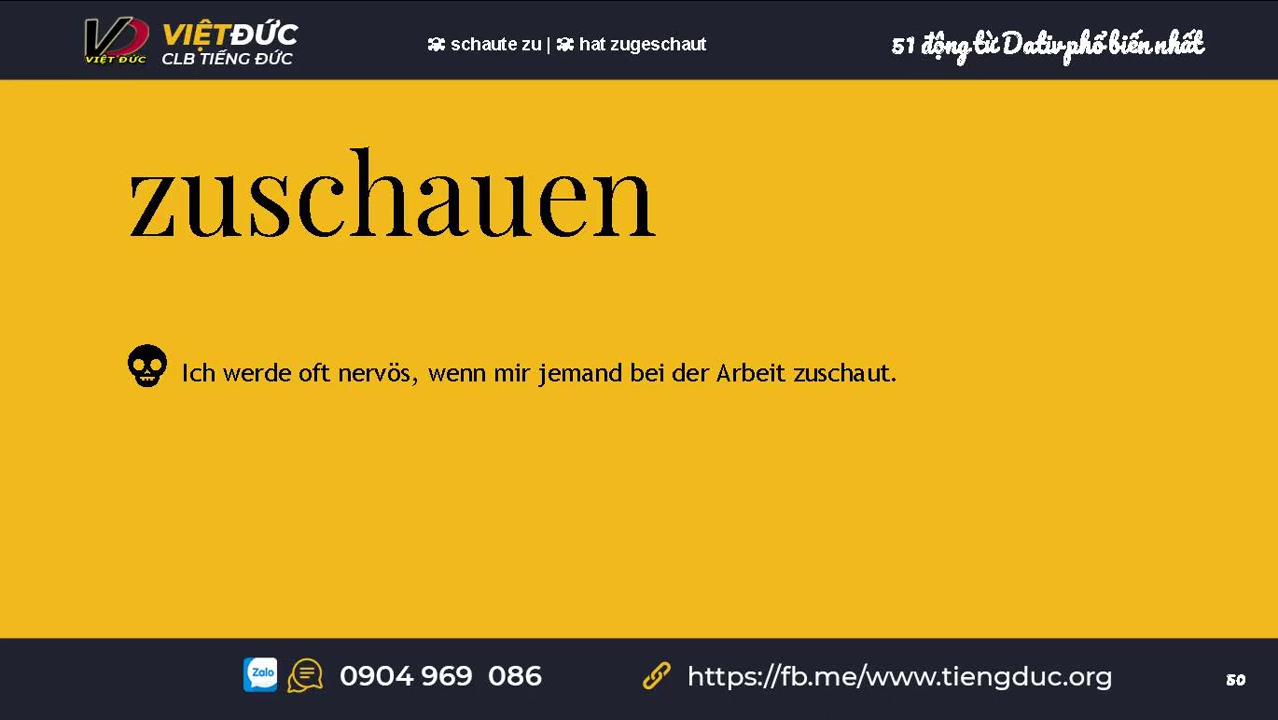 VIỆT ĐỨC
VIỆTĐỨC
CLB TIẾNG ĐỨC
schaute zu | hat zugeschaut
51 động từ Dativ phổ biến nhất
zuschauen
Ich werde oft nervös, wenn mir jemand bei der Arbeit zuschaut.
Zalo
0904 969 086
https://fb.me/www.tiengduc.org
50